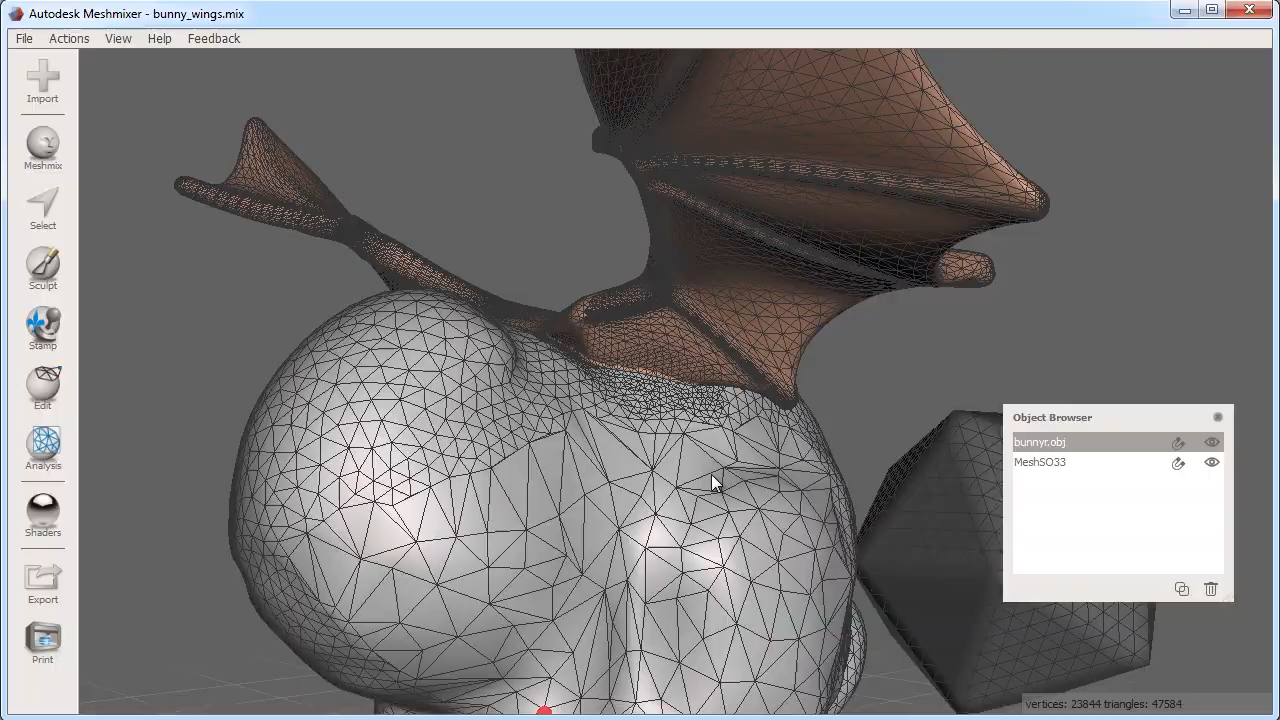 Autodesk Meshmixer - bunny_wings.mix
File Actions View Help Feedback
Import
Meshmix
Select
Sculpt
Stamp
Edit
Analysis
Shaders
Export
Print
Object Browser
bunnyr.obj
MeshSO33
vertices: 23844 triangles: 47584